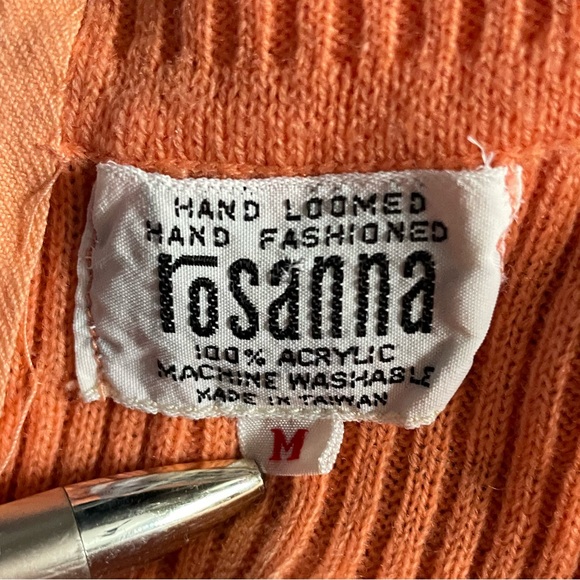 HAND LOOMED
HAND FASHIONED
rosanna
100% ACRYLIC
MACHINE WASHABLE
MADE IN TAIWAN
M